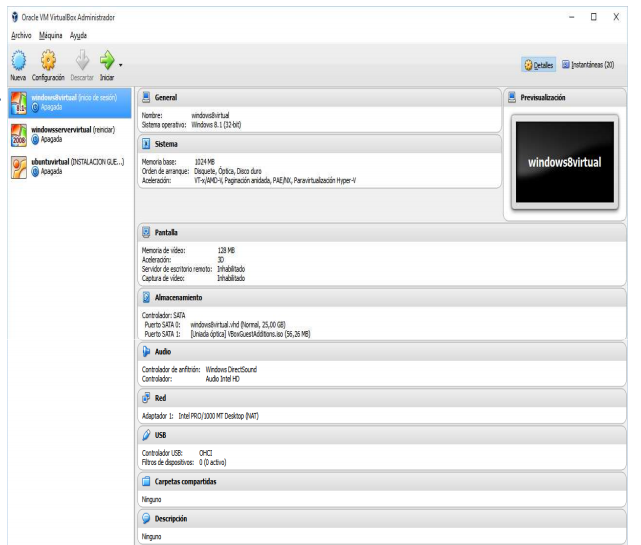 Oracle VM VirtualBox Administrador
Archivo Máquina Ayuda
Nueva Configuración Descartar Iniciar
Detalles Instantáneas (20)
windows8virtual (inicio de sesión)
Apagada
8.1
windowsservervirtual (reiniciar)
Apagada
2008
ubuntuvirtual (INSTALACION GUE...)
Apagada
General
Nombre: windows8virtual
Sistema operativo: Windows 8.1 (32-bit)
Sistema
Memoria base: 1024 MB
Orden de arranque: Disquete, Óptica, Disco duro
Aceleración: VT-x/AMD-V, Paginación anidada, PAE/NX, Paravirtualización Hyper-V
Previsualización
windows8virtual
Pantalla
Memoria de vídeo: 128 MB
Aceleración: 3D
Servidor de escritorio remoto: Inhabilitado
Captura de vídeo: Inhabilitado
Almacenamiento
Controlador: SATA
Puerto SATA 0: windows8virtual.vhd (Normal, 25,00 GB)
Puerto SATA 1: [Unidad óptica] VBoxGuestAdditions.iso (56,26 MB)
Audio
Controlador de anfitrión: Windows DirectSound
Controlador: Audio Intel HD
Red
Adaptador 1: Intel PRO/1000 MT Desktop (NAT)
USB
Controlador USB: OHCI
Filtros de dispositivos: 0 (0 activo)
Carpetas compartidas
Ninguno
Descripción
Ninguno